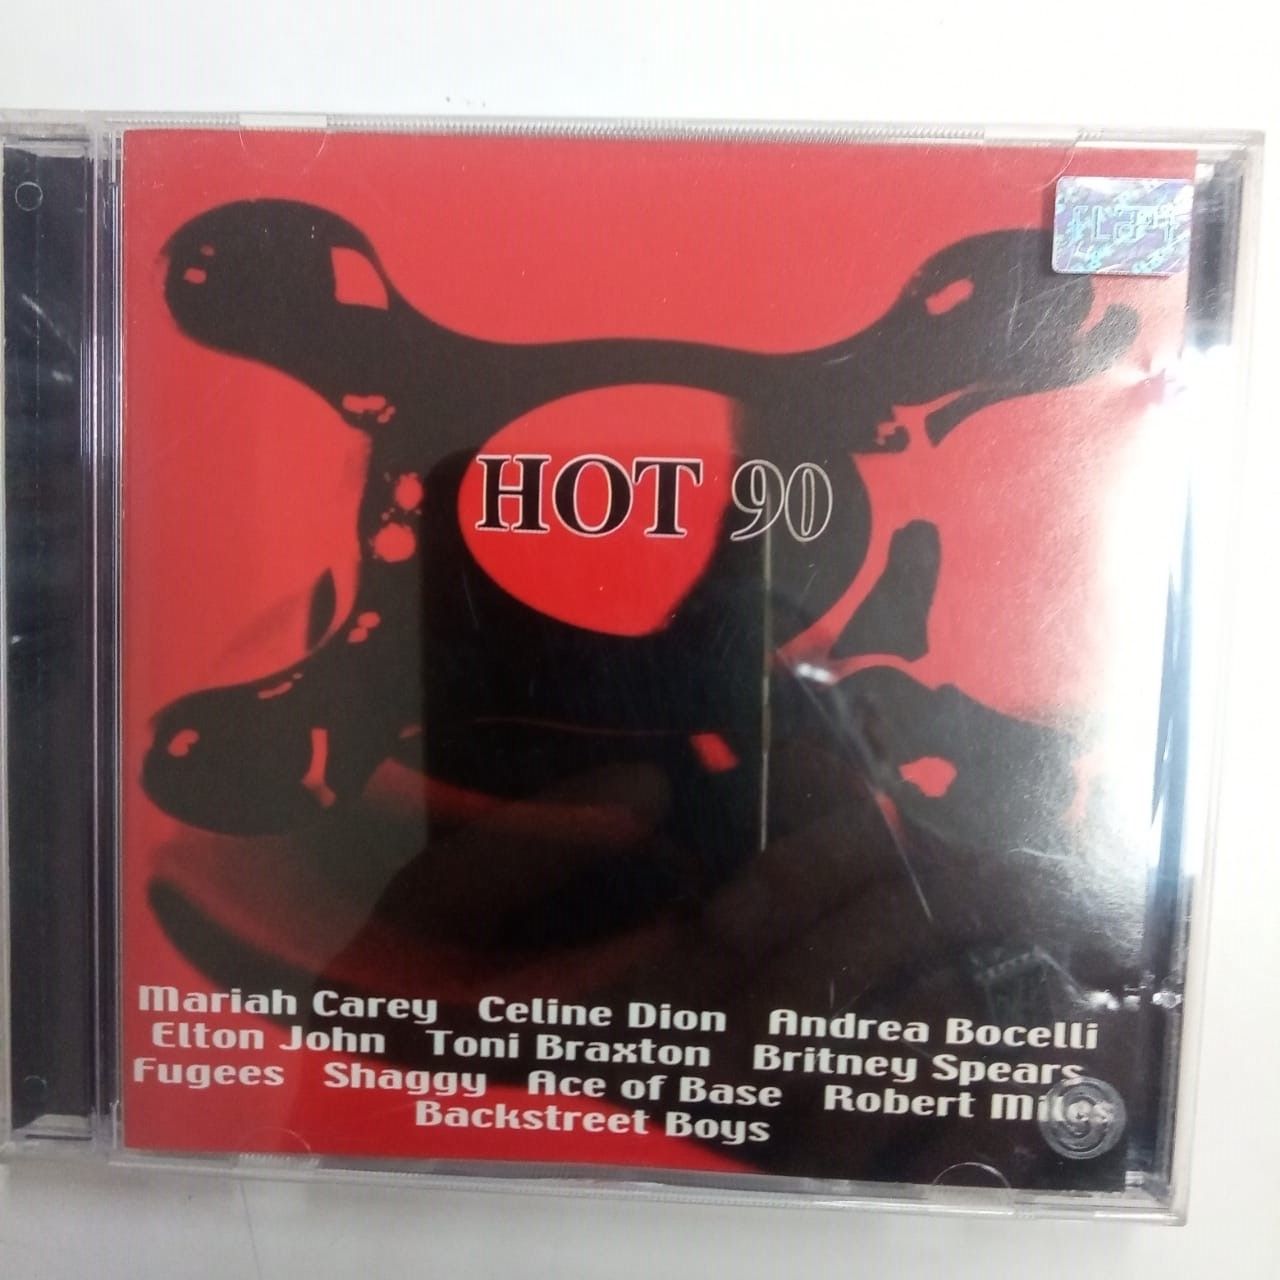 HOT 90
Mariah Carey Celine Dion Andrea Bocelli
Elton John Toni Braxton Britney Spears
Fugees Shaggy Ace of Base Robert Miles
Backstreet Boys